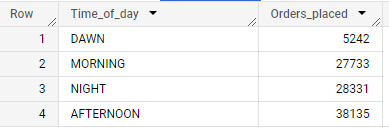 Row Time_of_day Orders_placed
1 DAWN 5242
2 MORNING 27733
3 NIGHT 28331
4 AFTERNOON 38135